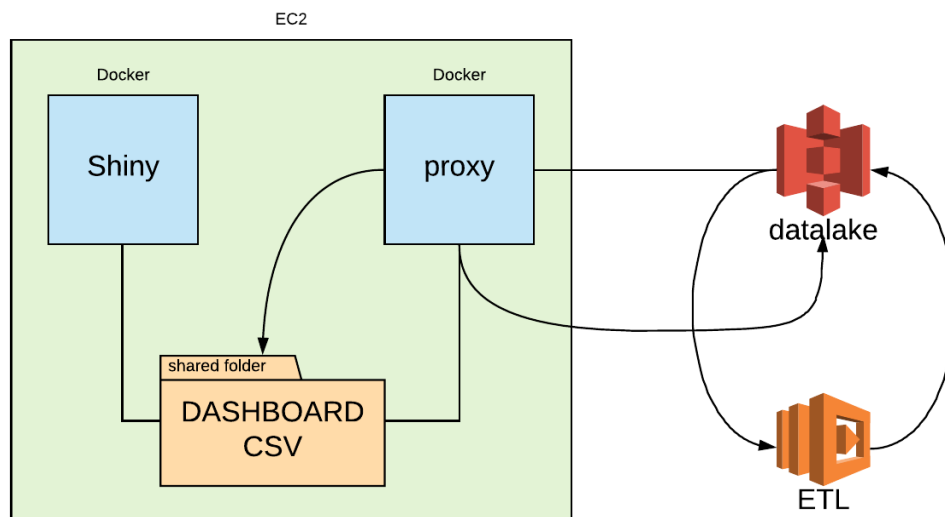 EC2
Docker
Docker
Shiny
proxy
datalake
shared folder
DASHBOARD
CSV
ETL